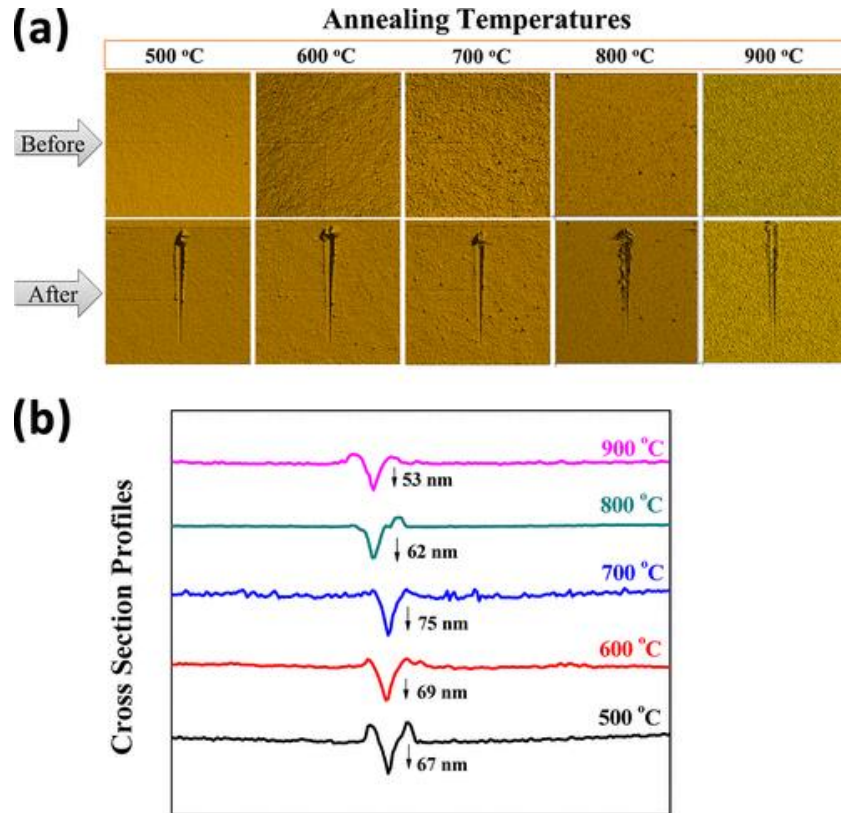 (a)
Annealing Temperatures
500 °C 600 °C 700 °C 800 °C 900 °C
Before
After
(b)
Cross Section Profiles
900 °C
53 nm
800 °C
62 nm
700 °C
75 nm
600 °C
69 nm
500 °C
67 nm